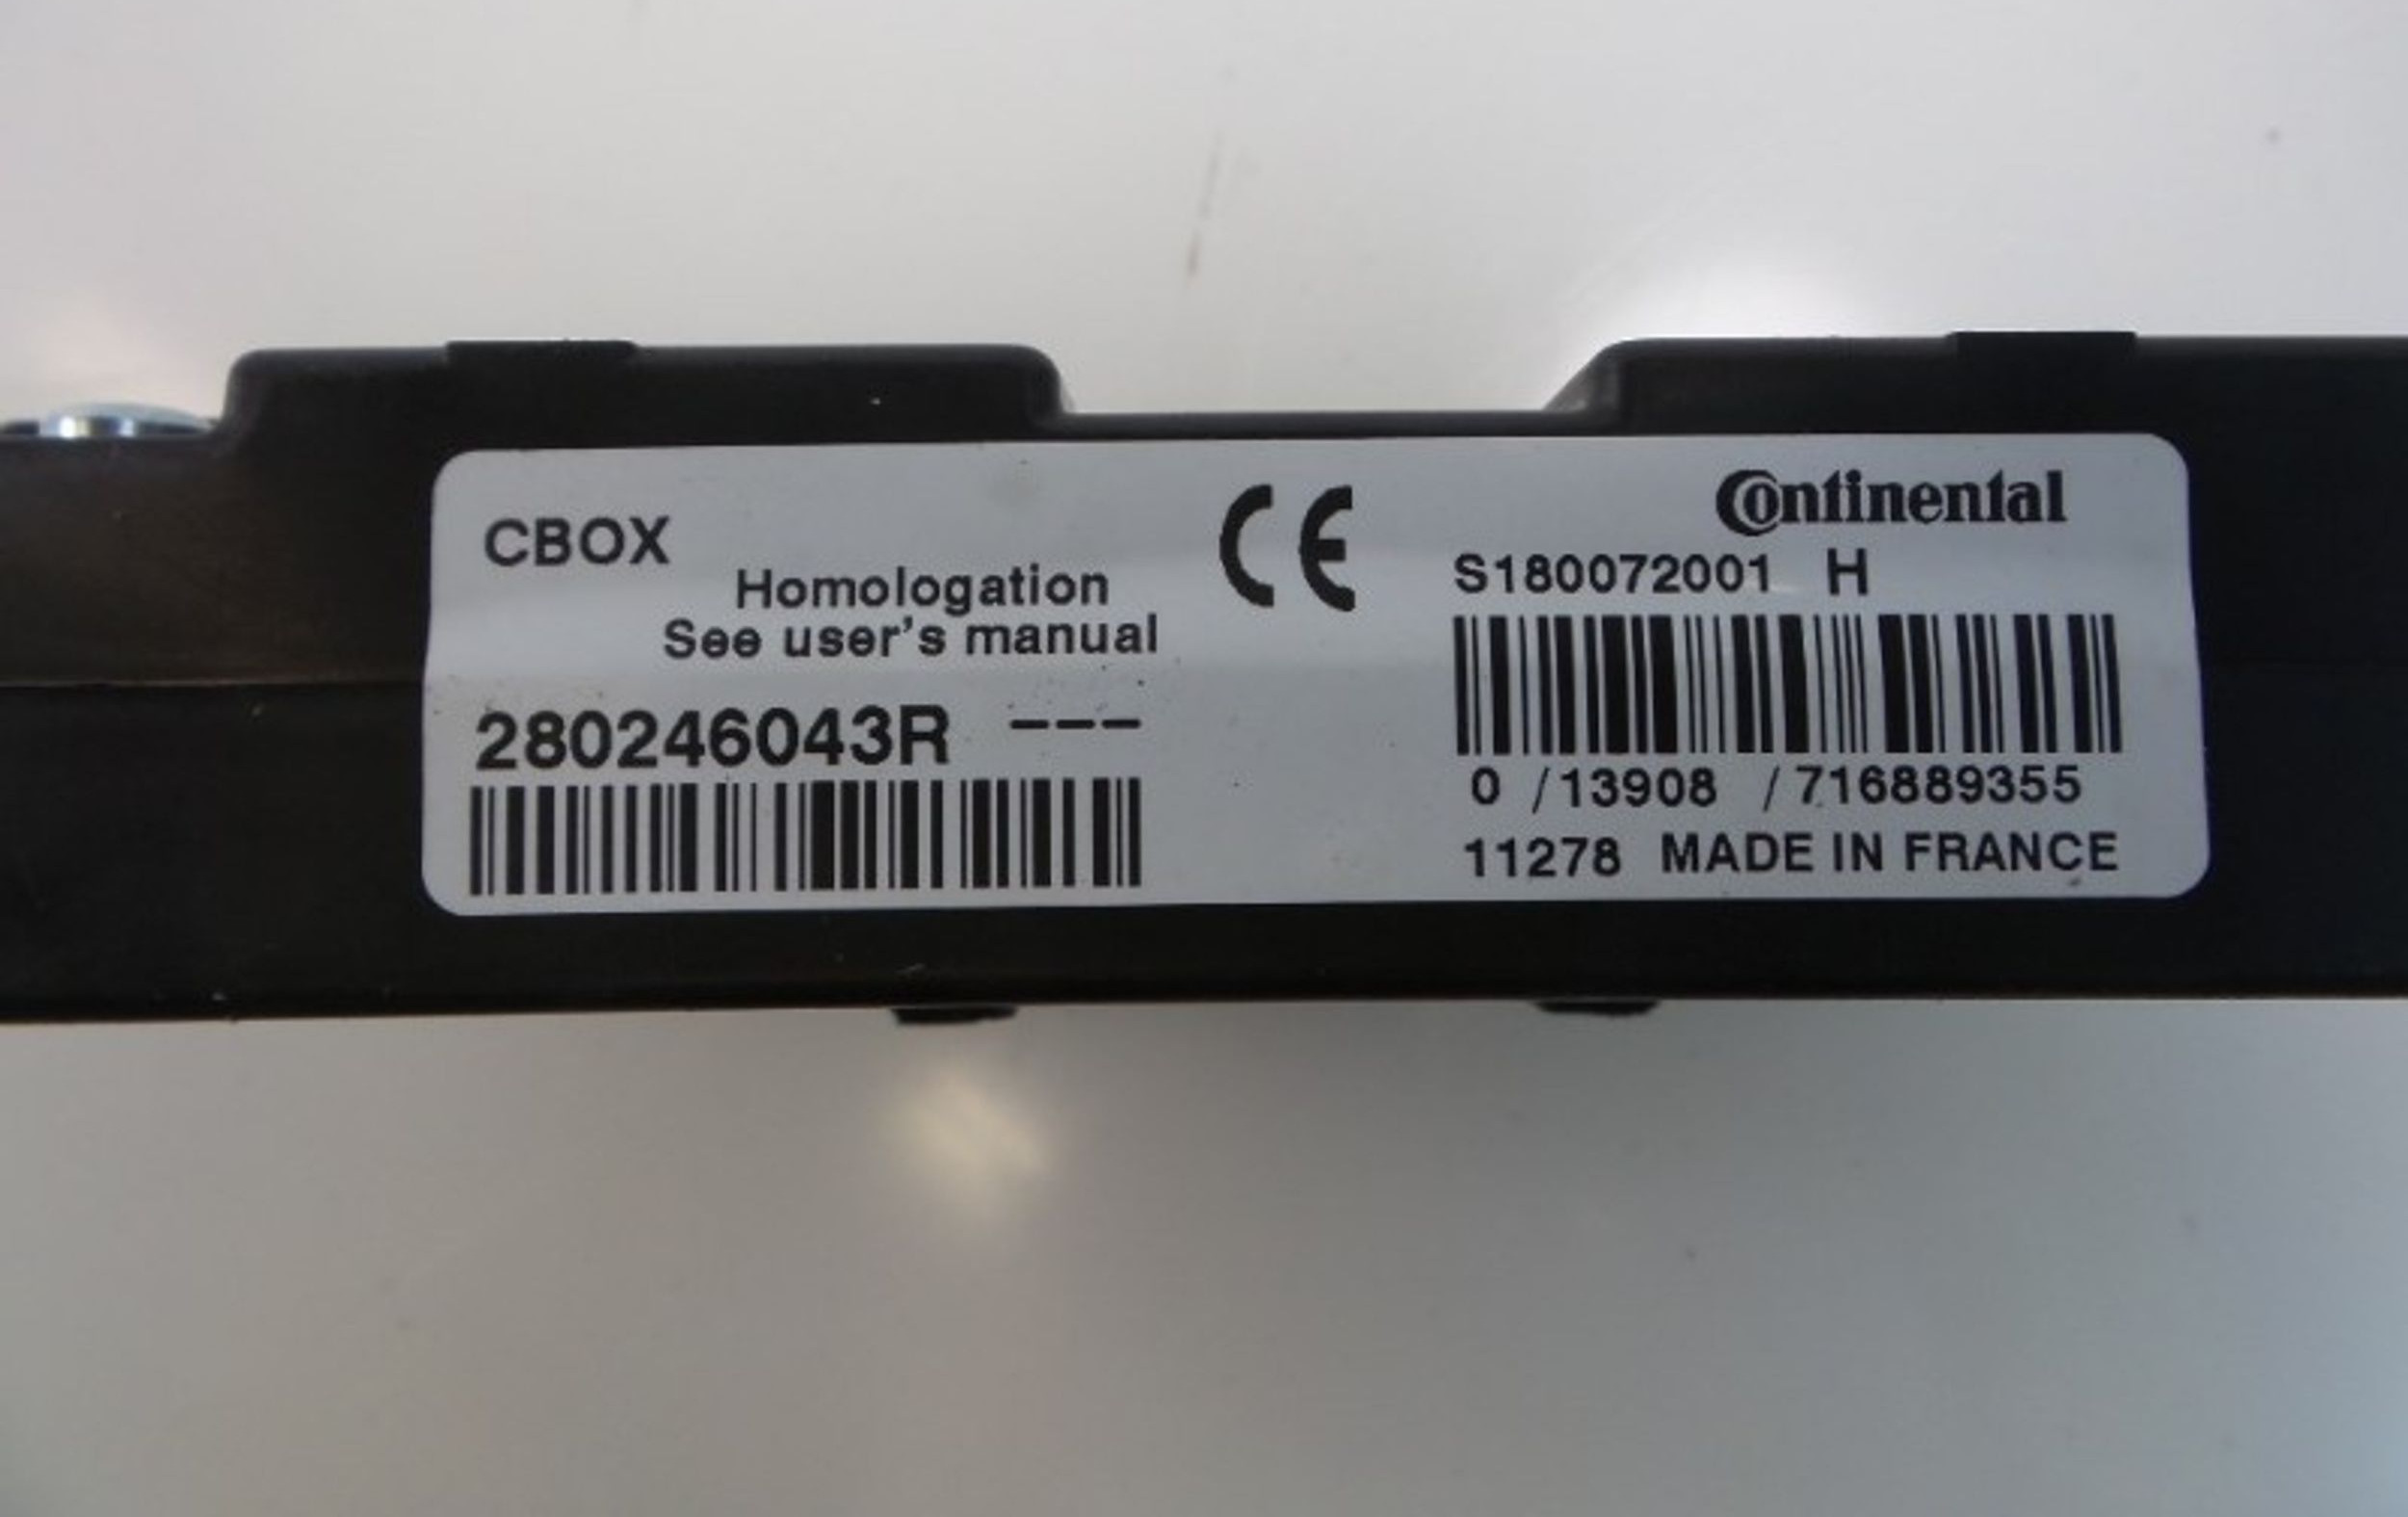 CBOX
Homologation
See user's manual
280246043R ---
CE
Continental
S180072001 H
0 /13908 /716889355
11278 MADE IN FRANCE